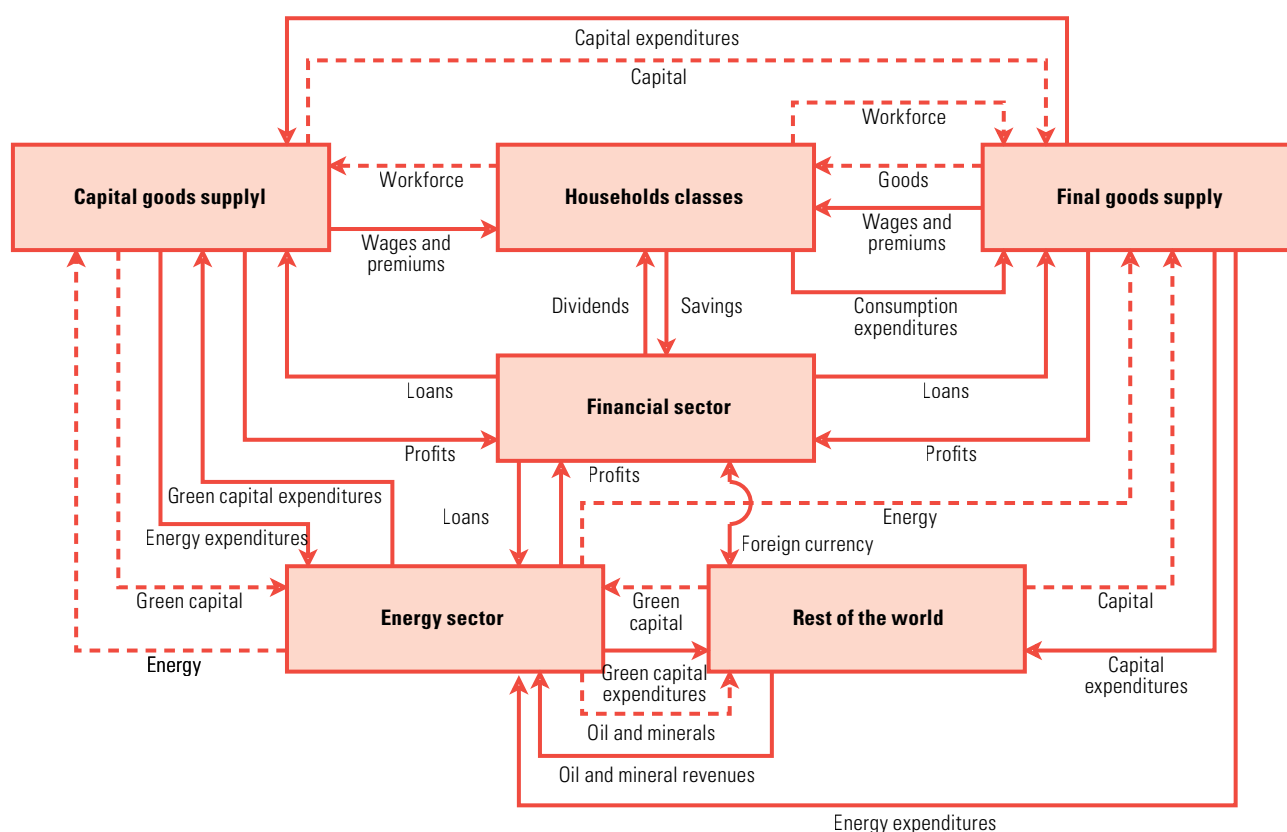 Capital expenditures
Capital
Workforce
Capital goods supplyl
Workforce
Households classes
Goods
Final goods supply
Wages and
premiums
Wages and
premiums
Dividends
Savings
Consumption
expenditures
Loans
Financial sector
Loans
Profits
Profits
Profits
Green capital expenditures
Loans
Energy
Energy expenditures
Foreign currency
Green capital
Energy sector
Green
capital
Rest of the world
Capital
Energy
Green capital
expenditures
Capital
expenditures
Oil and minerals
Oil and mineral revenues
Energy expenditures